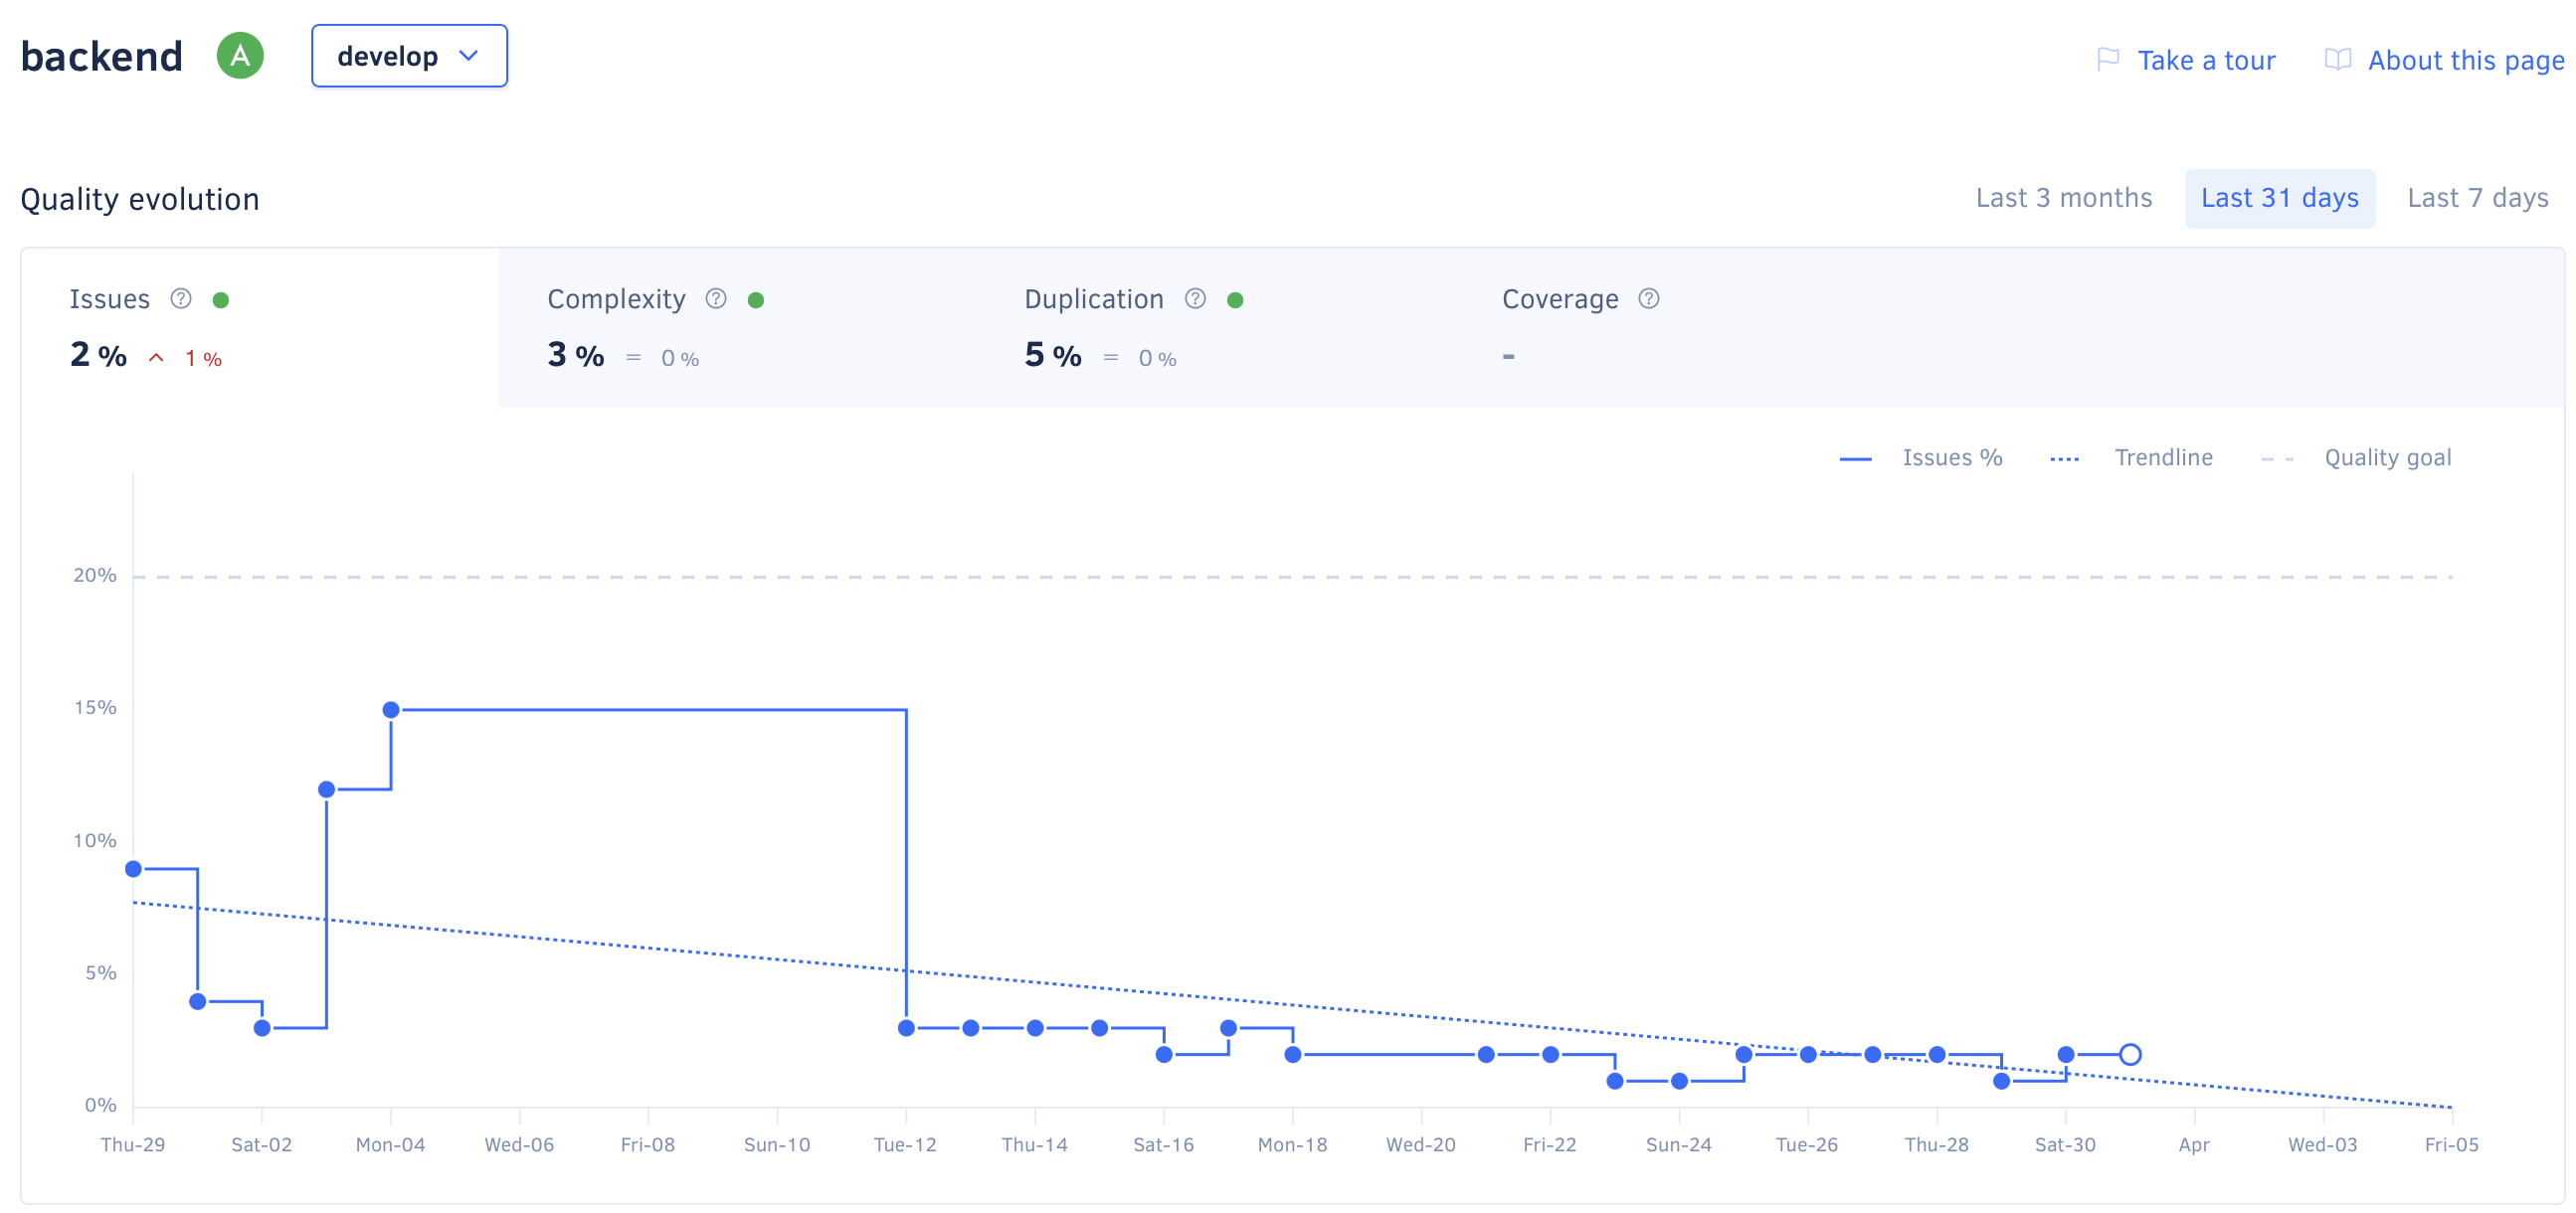 backend A develop Take a tour About this page
Quality evolution Last 3 months Last 31 days Last 7 days
Issues ? Complexity ? Duplication ? Coverage ?
2 % 1 % 3 % = 0 % 5 % = 0 % -
Issues % Trendline Quality goal
20%
15%
10%
5%
0%
Thu-29 Sat-02 Mon-04 Wed-06 Fri-08 Sun-10 Tue-12 Thu-14 Sat-16 Mon-18 Wed-20 Fri-22 Sun-24 Tue-26 Thu-28 Sat-30 Apr Wed-03 Fri-05